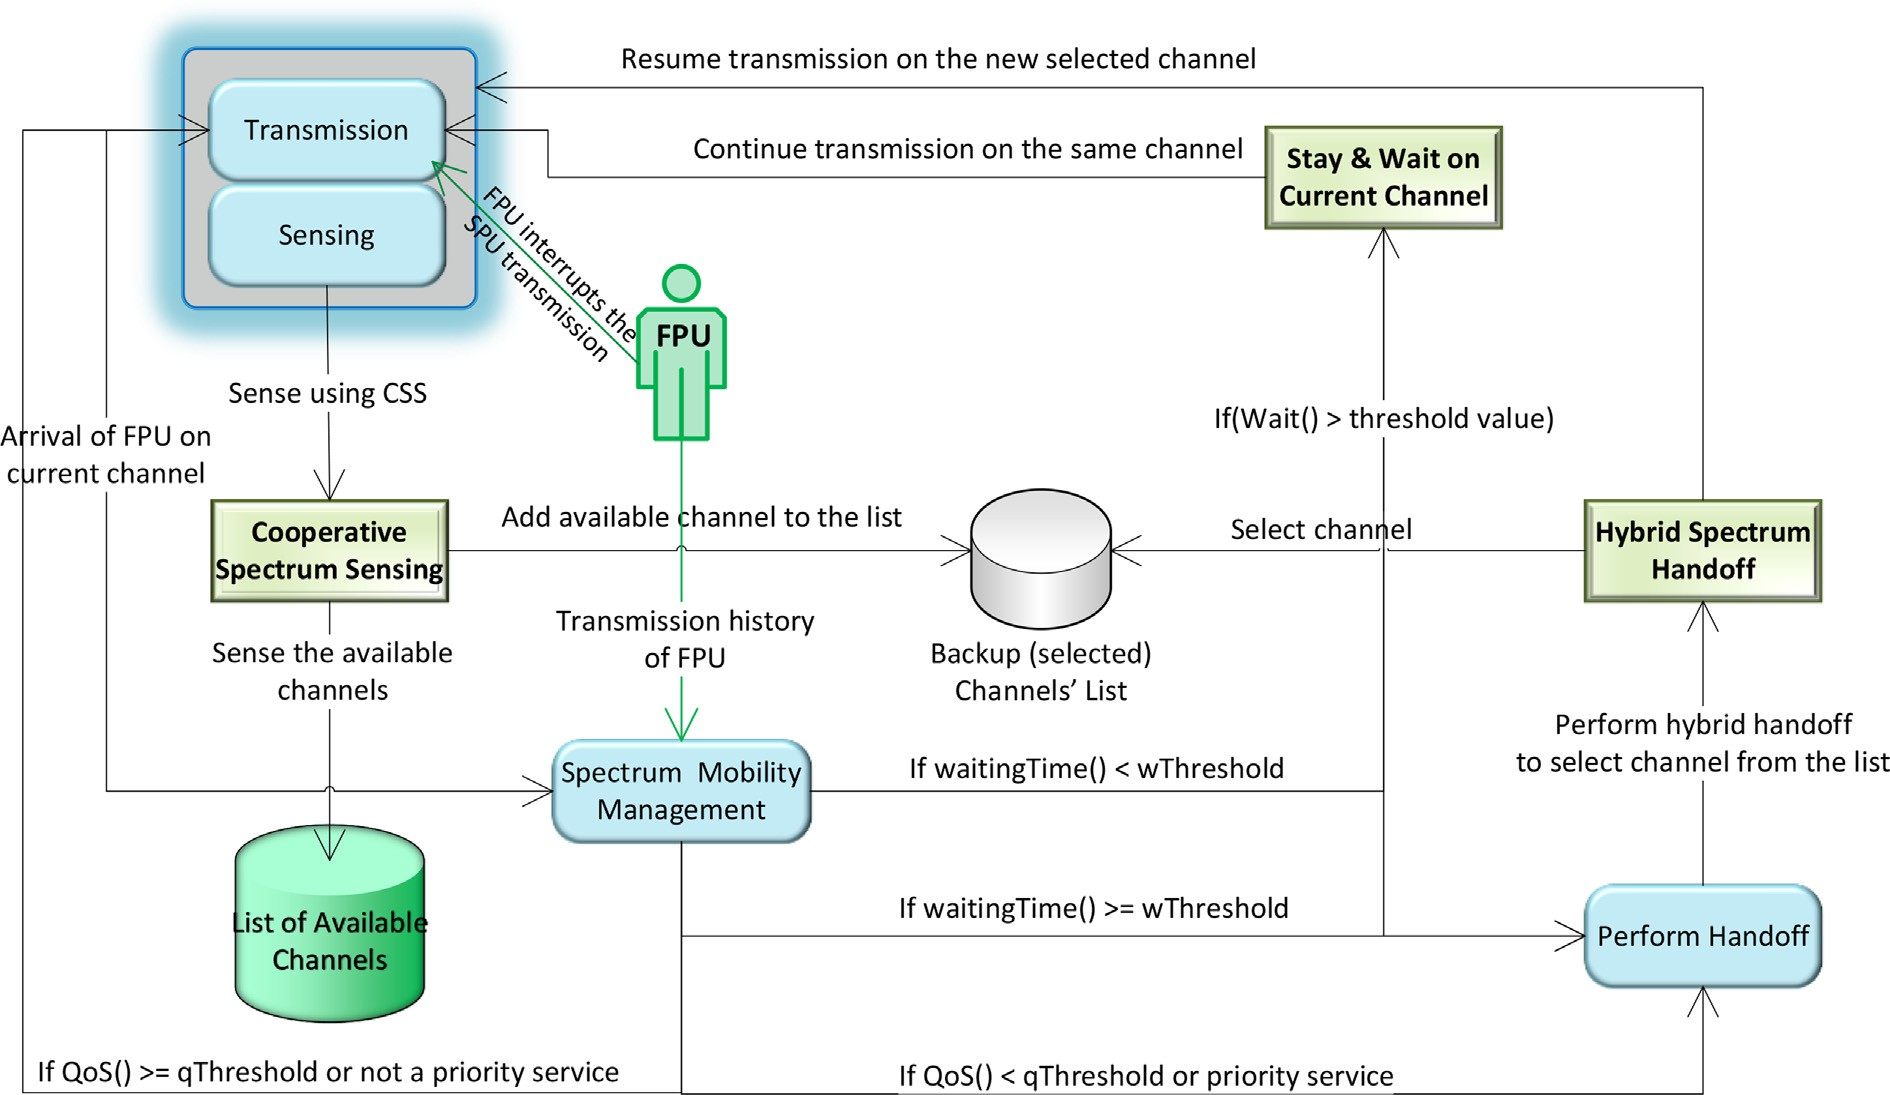 Resume transmission on the new selected channel
Transmission
Continue transmission on the same channel
Stay & Wait on
Current Channel
Sensing
FPU interrupts the
SPU transmission
FPU
Sense using CSS
If(Wait() > threshold value)
Arrival of FPU on
current channel
Cooperative
Spectrum Sensing
Add available channel to the list
Select channel
Hybrid Spectrum
Handoff
Sense the available
channels
Transmission history
of FPU
Backup (selected)
Channels’ List
Perform hybrid handoff
to select channel from the list
Spectrum Mobility
Management
If waitingTime() < wThreshold
List of Available
Channels
If waitingTime() >= wThreshold
Perform Handoff
If QoS() >= qThreshold or not a priority service
If QoS() < qThreshold or priority service